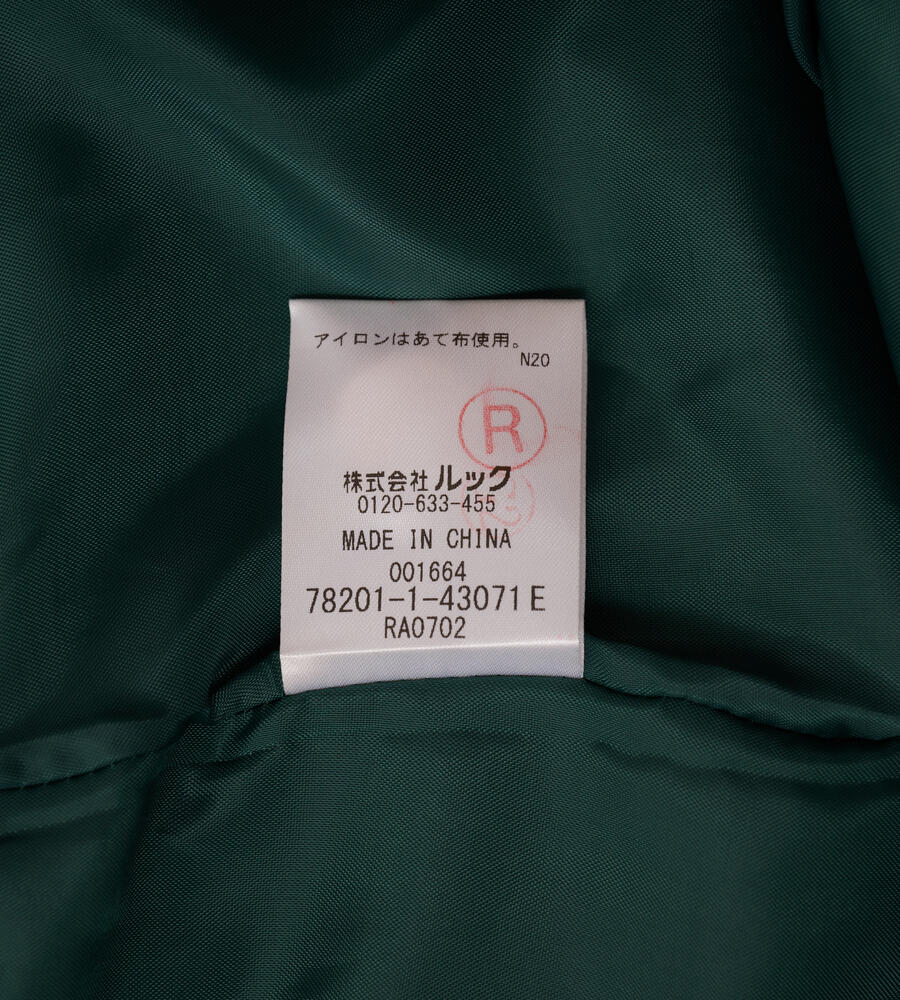 アイロンはあて布使用。
N20
R
株式会社 ルック
0120-633-455
MADE IN CHINA
001664
78201-1-43071 E
RA0702